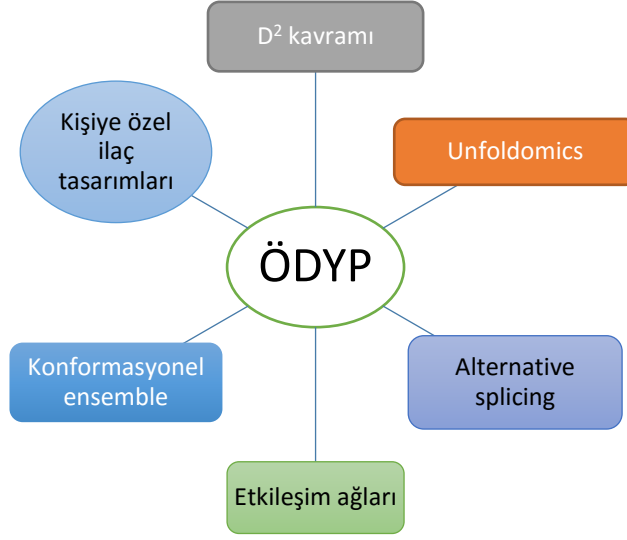 D² kavramı
Kişiye özel
ilaç
tasarımları
Unfoldomics
ÖDYP
Konformasyonel
ensemble
Alternative
splicing
Etkileşim ağları